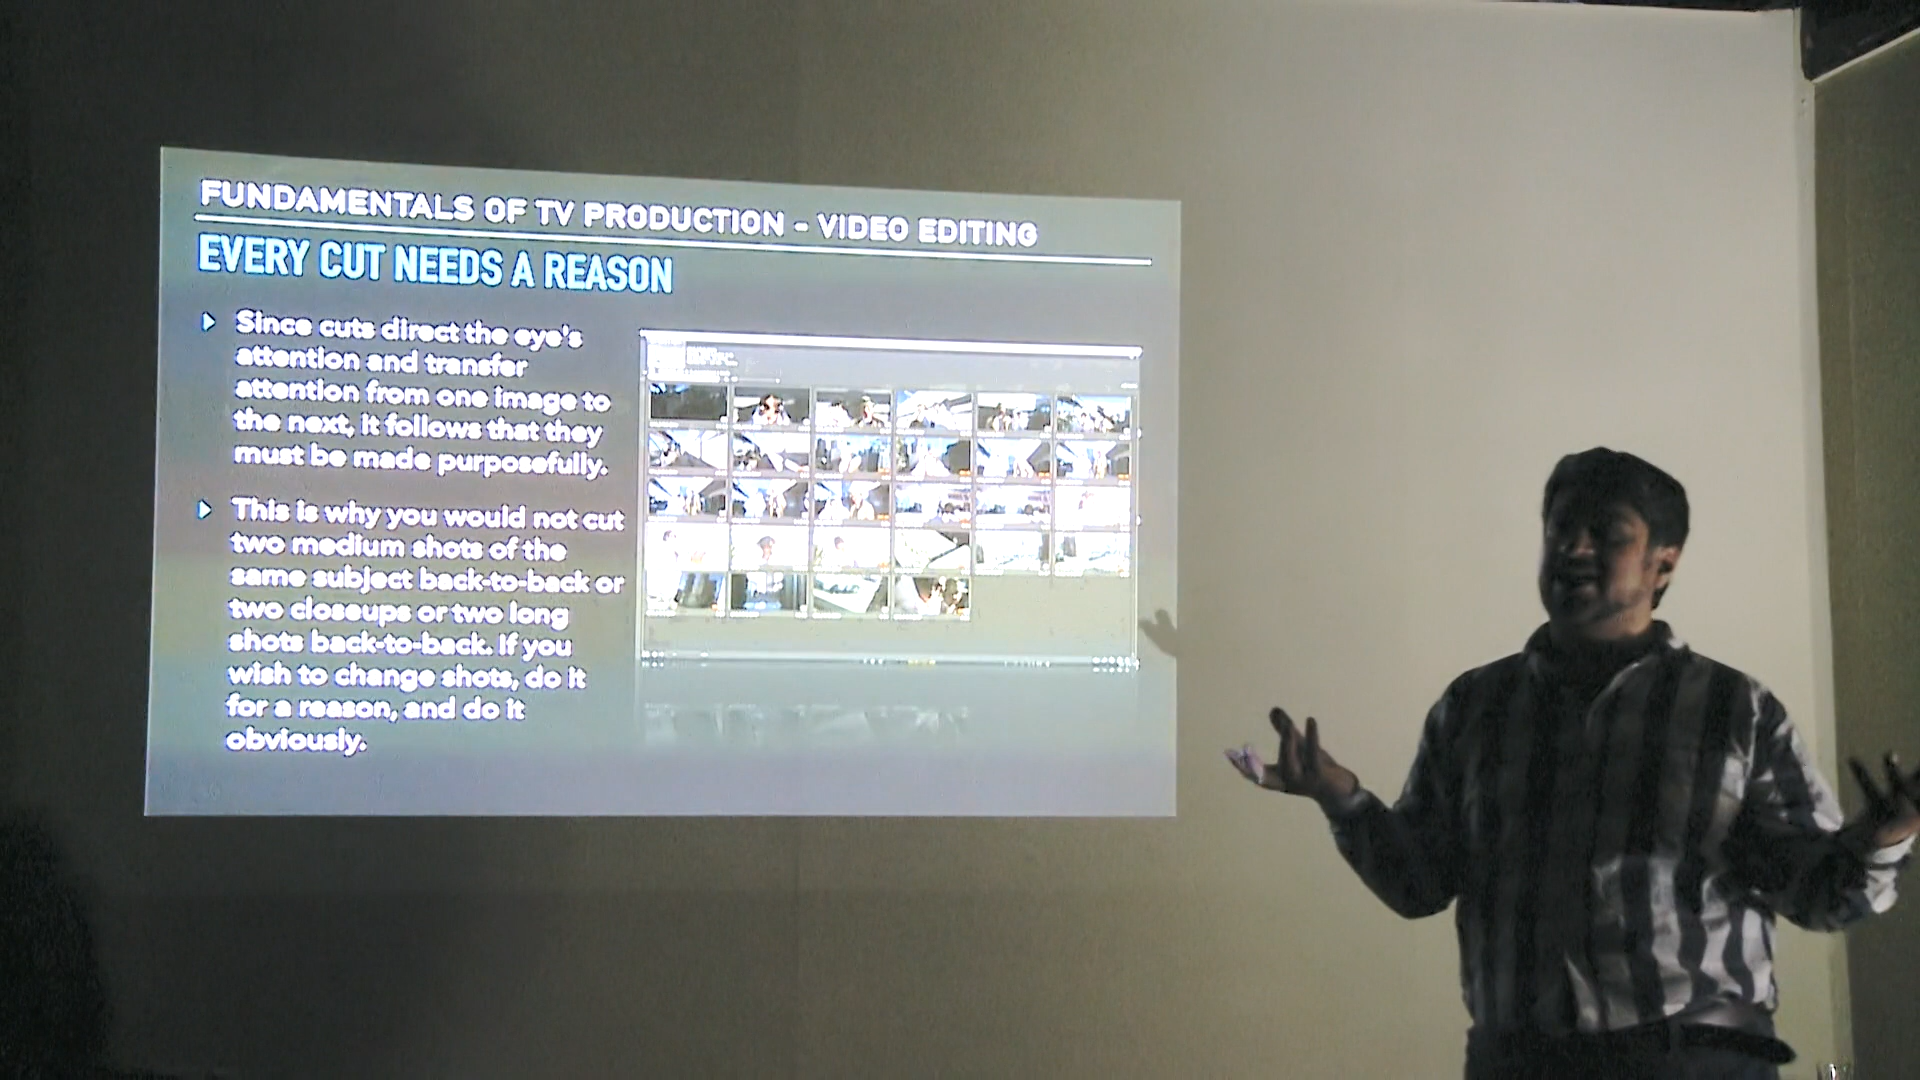 FUNDAMENTALS OF TV PRODUCTION - VIDEO EDITING
EVERY CUT NEEDS A REASON
Since cuts direct the eye's
attention and transfer
attention from one image to
the next, it follows that they
must be made purposefully.
This is why you would not cut
two medium shots of the
same subject back-to-back or
two closeups or two long
shots back-to-back. If you
wish to change shots, do it
for a reason, and do it
obviously.